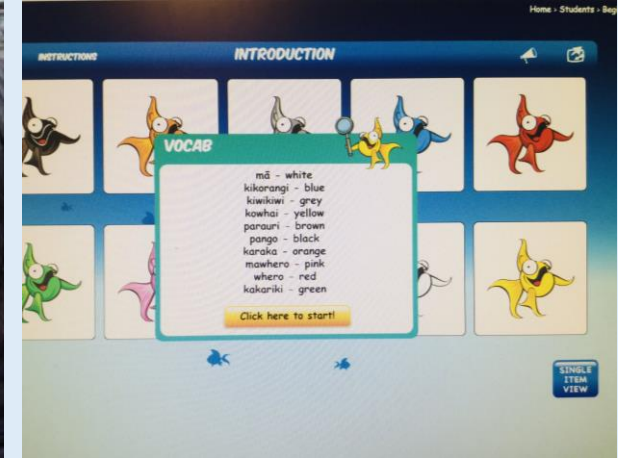 Home › Students › Beg
INSTRUCTIONS
INTRODUCTION
VOCAB
mā - white
kikorangi - blue
kiwikiwi - grey
kowhai - yellow
parauri - brown
pango - black
karaka - orange
mawhero - pink
whero - red
kakariki - green
Click here to start!
SINGLE
ITEM
VIEW